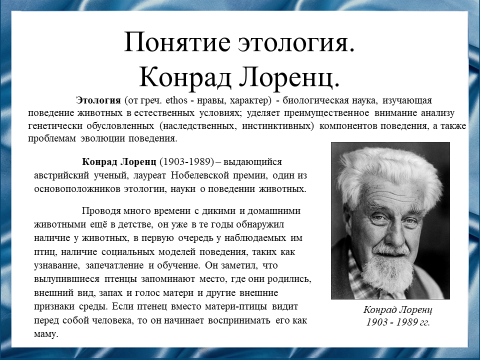 Понятие этология.
Конрад Лоренц.
Этология (от греч. ethos - нравы, характер) - биологическая наука, изучающая
поведение животных в естественных условиях; уделяет преимущественное внимание анализу
генетически обусловленных (наследственных, инстинктивных) компонентов поведения, а также
проблемам эволюции поведения.
Конрад Лоренц (1903-1989) – выдающийся
австрийский ученый, лауреат Нобелевской премии, один из
основоположников этологии, науки о поведении животных.
Проводя много времени с дикими и домашними
животными ещё в детстве, он уже в те годы обнаружил
наличие у животных, в первую очередь у наблюдаемых им
птиц, наличие социальных моделей поведения, таких как
узнавание, запечатление и обучение. Он заметил, что
вылупившиеся птенцы запоминают место, где они родились,
внешний вид, запах и голос матери и другие внешние
признаки среды. Если птенец вместо матери-птицы видит
перед собой человека, то он начинает воспринимать его как
маму.
Конрад Лоренц
1903 - 1989 гг.